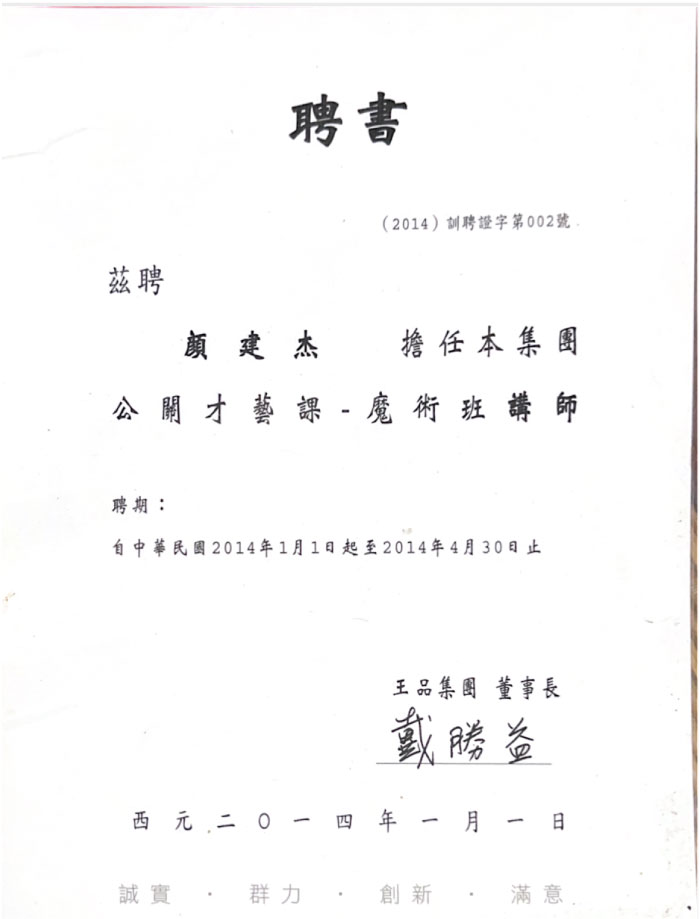 聘書
(2014)訓聘證字第002號
茲聘
顏建杰 擔任本集團
公關才藝課-魔術班講師
聘期：
自中華民國2014年1月1日起至2014年4月30日止
王品集團 董事長
戴勝益
西元二〇一四年一月一日
誠實・群力・創新・滿意